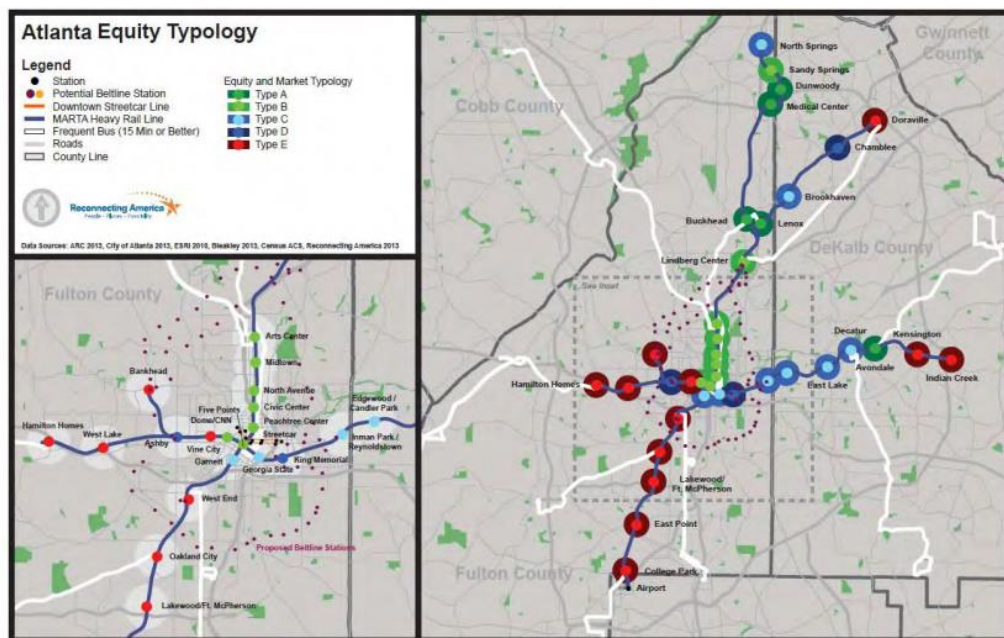 Atlanta Equity Typology
Legend
Station
Potential Beltline Station
Downtown Streetcar Line
MARTA Heavy Rail Line
Frequent Bus (15 Min or Better)
Roads
County Line
Equity and Market Typology
Type A
Type B
Type C
Type D
Type E
Reconnecting America
People - Places - Possibility
Data Sources: ARC 2013, City of Atlanta 2013, ESRI 2010, Bleakley 2013, Census ACS, Reconnecting America 2013
Fulton County
Arts Center
Midtown
Bankhead
North Avenue
Civic Center
Five Points
Dome/CNN
Peachtree Center
Streetcar
Edgewood /
Candler Park
Hamilton Homes
West Lake
Ashby
Vine City
Garnett
Georgia State
King Memorial
Inman Park /
Reynoldstown
West End
Proposed Beltline Stations
Oakland City
Lakewood/Ft. McPherson
North Springs
Gwinnett
County
Sandy Springs
Dunwoody
Cobb County
Medical Center
Doraville
Chamblee
Brookhaven
Buckhead
Lenox
DeKalb County
Lindberg Center
See Inset
Decatur
Kensington
Avondale
Hamilton Homes
East Lake
Indian Creek
Lakewood/
Ft. McPherson
East Point
Fulton County
College Park
Airport